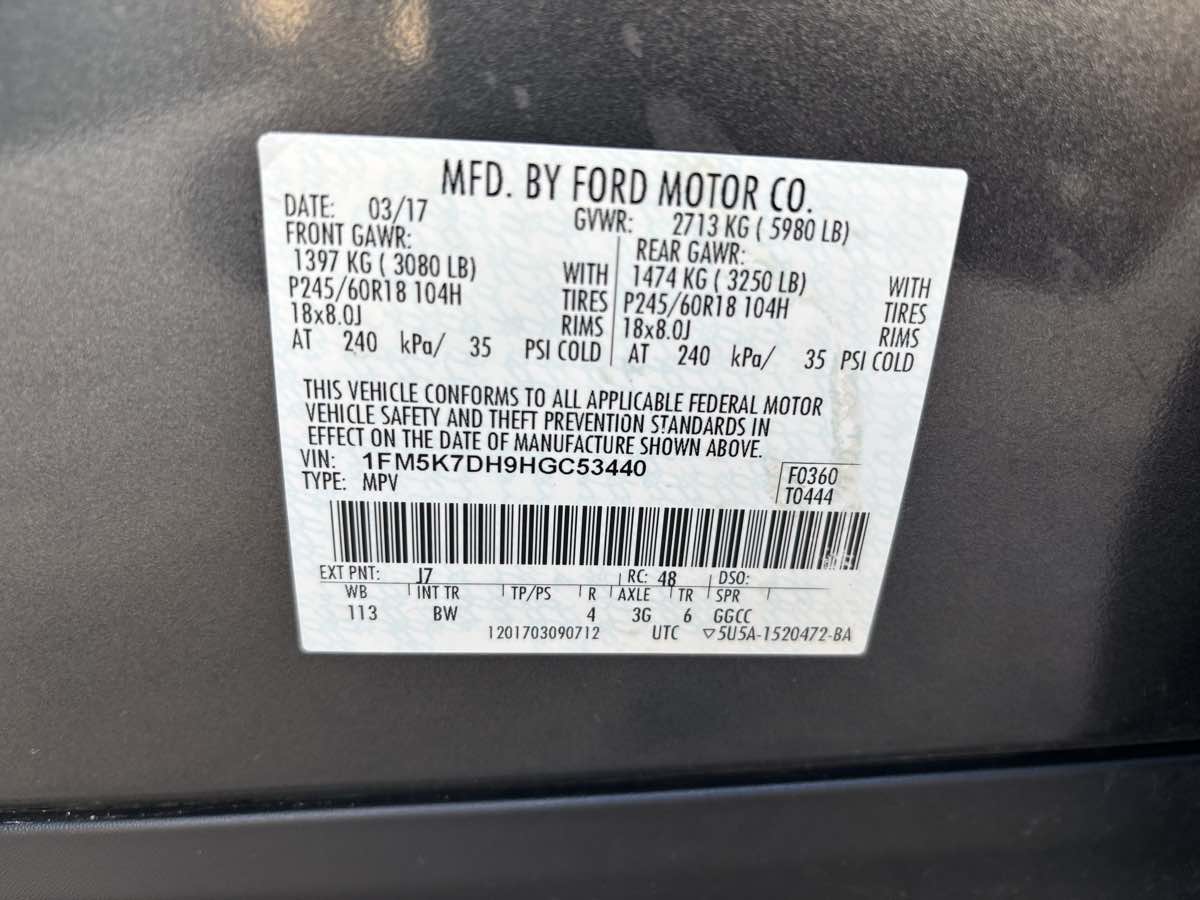 MFD. BY FORD MOTOR CO.
DATE: 03/17 GVWR: 2713 KG ( 5980 LB)
FRONT GAWR: REAR GAWR:
1397 KG ( 3080 LB) WITH 1474 KG ( 3250 LB) WITH
P245/60R18 104H TIRES P245/60R18 104H TIRES
18x8.0J RIMS 18x8.0J RIMS
AT 240 kPa/ 35 PSI COLD AT 240 kPa/ 35 PSI COLD
THIS VEHICLE CONFORMS TO ALL APPLICABLE FEDERAL MOTOR
VEHICLE SAFETY AND THEFT PREVENTION STANDARDS IN
EFFECT ON THE DATE OF MANUFACTURE SHOWN ABOVE.
VIN: 1FM5K7DH9HGC53440
TYPE: MPV
F0360
T0444
EXT PNT: J7 RC: 48 DSO:
WB INT TR TP/PS R AXLE TR SPR
113 BW 4 3G 6 GGCC
1201703090712 UTC ▽5U5A-1520472-BA